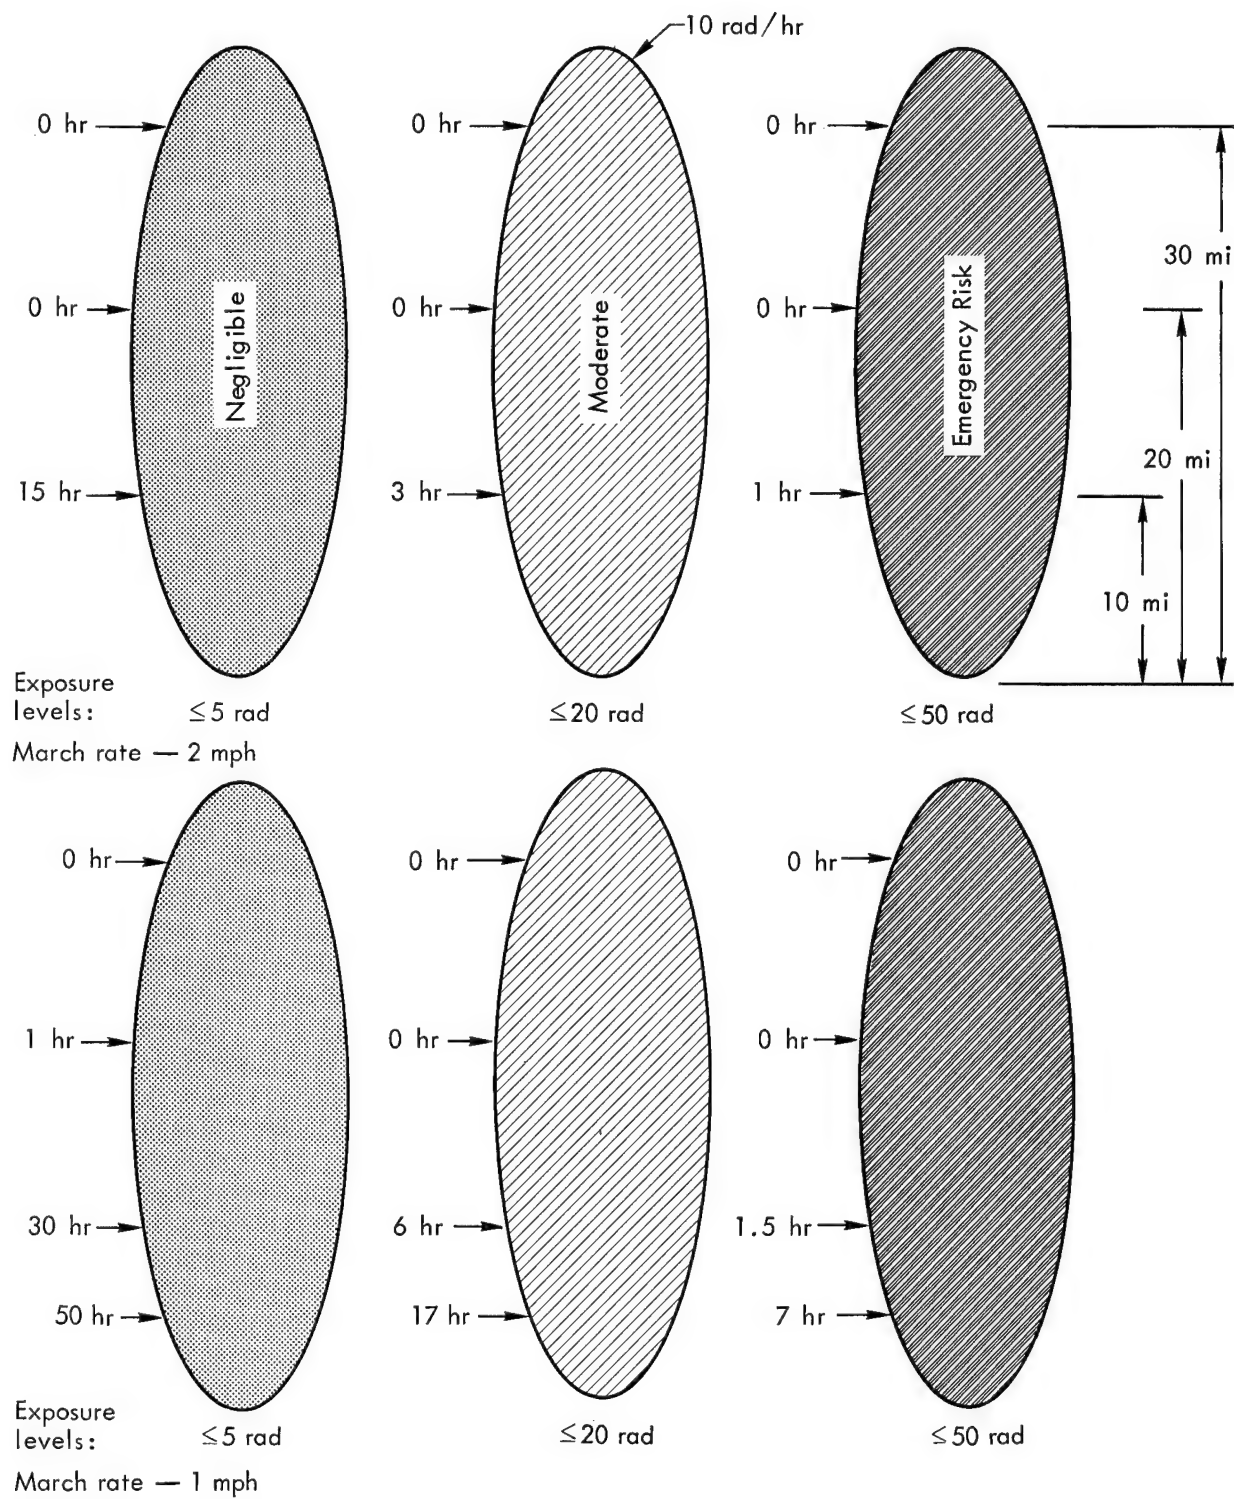 10 rad/hr
0 hr
0 hr
0 hr
30 mi
0 hr
0 hr
0 hr
Negligible
Moderate
Emergency Risk
20 mi
15 hr
3 hr
1 hr
10 mi
Exposure
levels:
≤5 rad
≤20 rad
≤50 rad
March rate — 2 mph
0 hr
0 hr
0 hr
1 hr
0 hr
0 hr
30 hr
6 hr
1.5 hr
50 hr
17 hr
7 hr
Exposure
levels:
≤5 rad
≤20 rad
≤50 rad
March rate — 1 mph